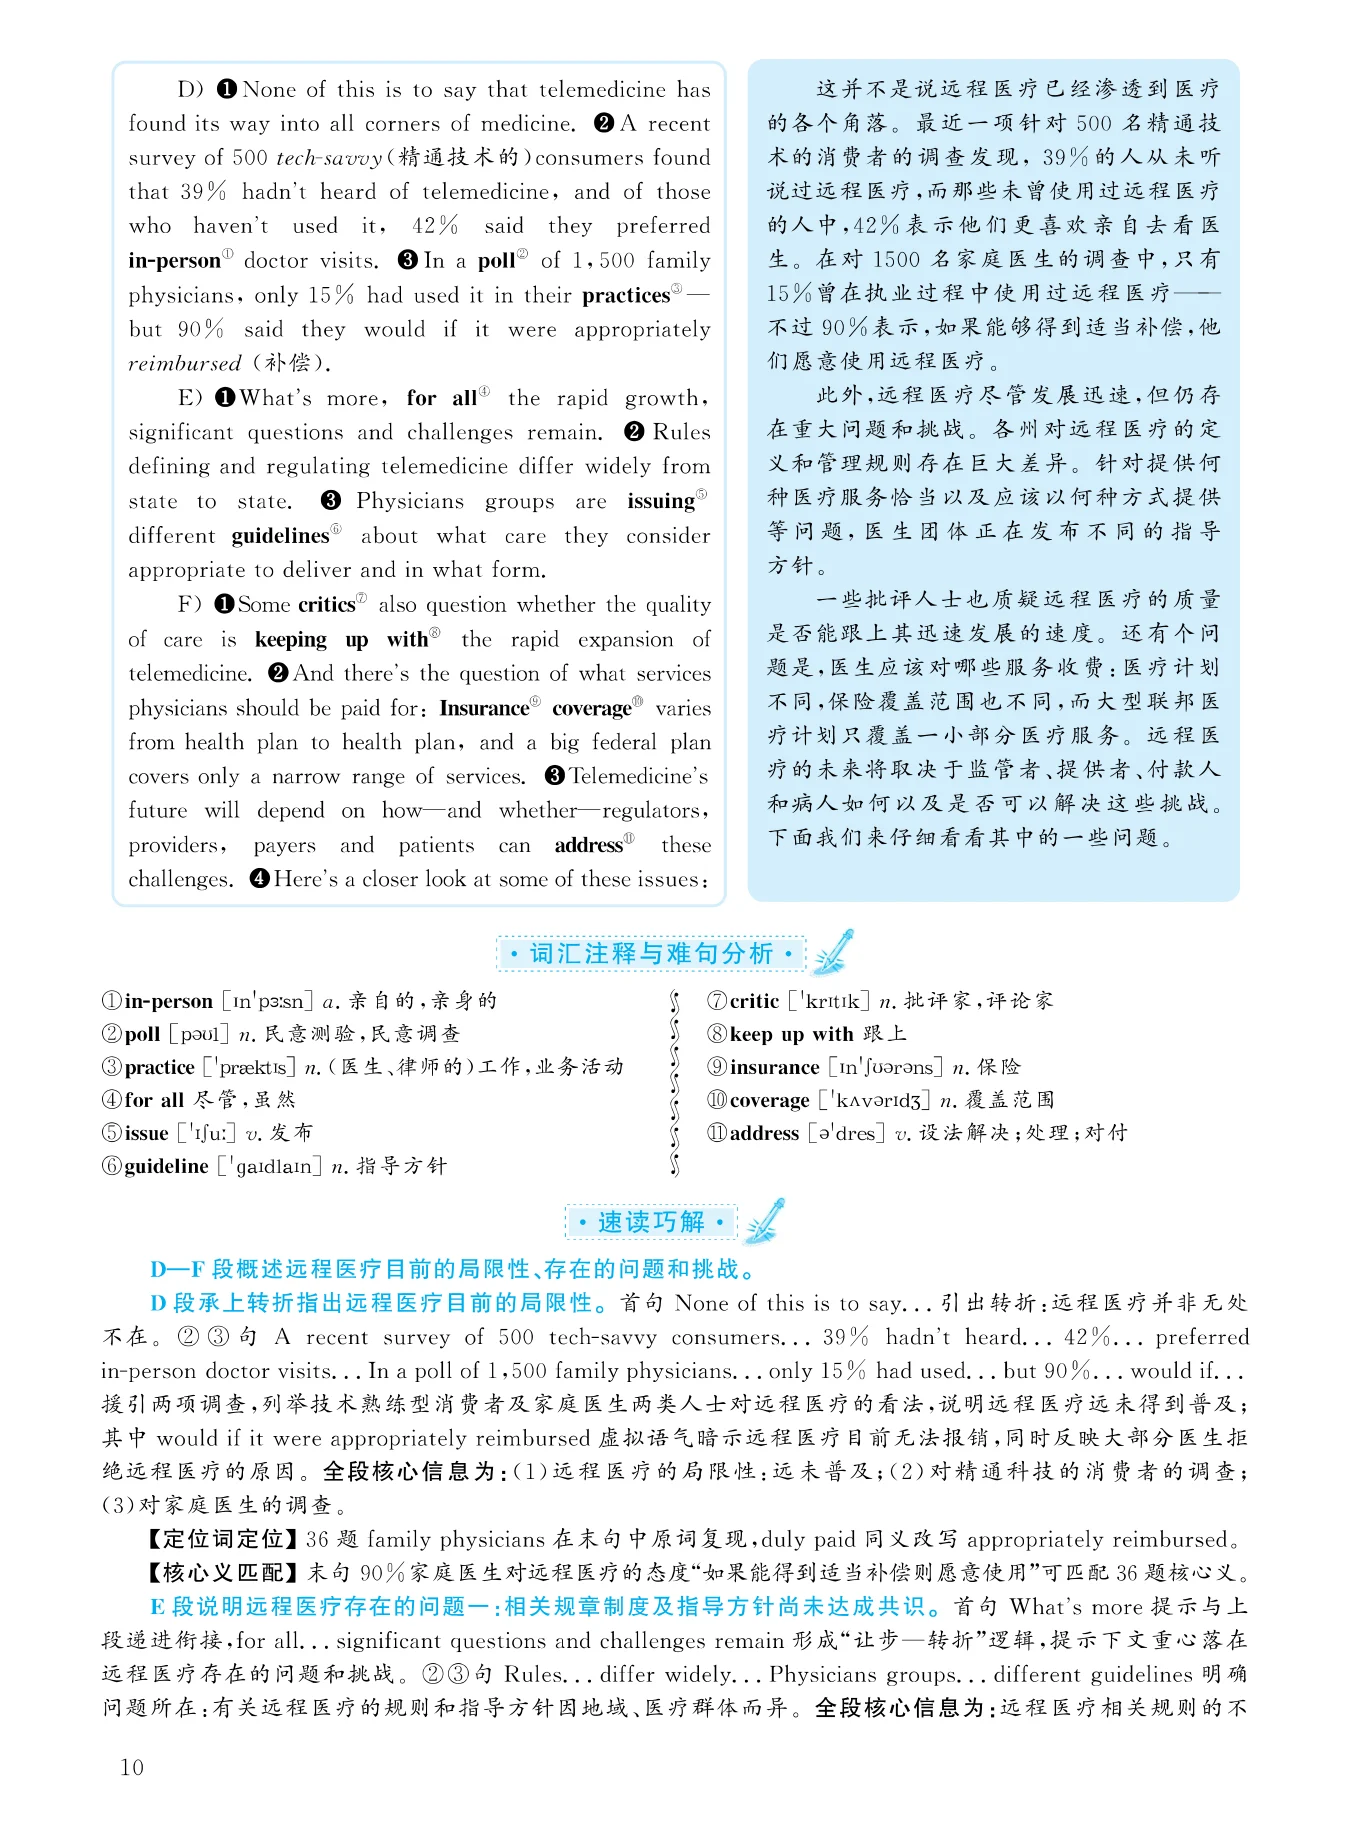 D) ❶None of this is to say that telemedicine has
found its way into all corners of medicine. ❷A recent
survey of 500 tech-savvy(精通技术的)consumers found
that 39% hadn't heard of telemedicine, and of those
who haven't used it, 42% said they preferred
in-person① doctor visits. ❸In a poll② of 1,500 family
physicians, only 15% had used it in their practices③—
but 90% said they would if it were appropriately
reimbursed (补偿).
E) ❶What's more, for all④ the rapid growth,
significant questions and challenges remain. ❷Rules
defining and regulating telemedicine differ widely from
state to state. ❸ Physicians groups are issuing⑤
different guidelines⑥ about what care they consider
appropriate to deliver and in what form.
F) ❶Some critics⑦ also question whether the quality
of care is keeping up with⑧ the rapid expansion of
telemedicine. ❷And there's the question of what services
physicians should be paid for: Insurance⑨ coverage⑩ varies
from health plan to health plan, and a big federal plan
covers only a narrow range of services. ❸Telemedicine's
future will depend on how—and whether—regulators,
providers, payers and patients can address⑪ these
challenges. ❹Here's a closer look at some of these issues:
这并不是说远程医疗已经渗透到医疗
的各个角落。最近一项针对 500 名精通技
术的消费者的调查发现, 39%的人从未听
说过远程医疗,而那些未曾使用过远程医疗
的人中,42%表示他们更喜欢亲自去看医
生。在对 1500 名家庭医生的调查中,只有
15%曾在执业过程中使用过远程医疗——
不过 90%表示,如果能够得到适当补偿,他
们愿意使用远程医疗。
此外,远程医疗尽管发展迅速,但仍存
在重大问题和挑战。各州对远程医疗的定
义和管理规则存在巨大差异。针对提供何
种医疗服务恰当以及应该以何种方式提供
等问题,医生团体正在发布不同的指导
方针。
一些批评人士也质疑远程医疗的质量
是否能跟上其迅速发展的速度。还有个问
题是,医生应该对哪些服务收费:医疗计划
不同,保险覆盖范围也不同,而大型联邦医
疗计划只覆盖一小部分医疗服务。远程医
疗的未来将取决于监管者、提供者、付款人
和病人如何以及是否可以解决这些挑战。
下面我们来仔细看看其中的一些问题。
·词汇注释与难句分析·
①in-person [ɪn'pɜːsn] a. 亲自的,亲身的
②poll [pəʊl] n. 民意测验,民意调查
③practice ['præktɪs] n. (医生、律师的)工作,业务活动
④for all 尽管,虽然
⑤issue ['ɪʃuː] v. 发布
⑥guideline ['gaɪdlaɪn] n. 指导方针
⑦critic ['krɪtɪk] n. 批评家,评论家
⑧keep up with 跟上
⑨insurance [ɪn'ʃʊərəns] n. 保险
⑩coverage ['kʌvərɪdʒ] n. 覆盖范围
⑪address [ə'dres] v. 设法解决;处理;对付
·速读巧解·
D—F 段概述远程医疗目前的局限性、存在的问题和挑战。
D 段承上转折指出远程医疗目前的局限性。首句 None of this is to say...引出转折:远程医疗并非无处
不在。②③句 A recent survey of 500 tech-savvy consumers... 39% hadn't heard... 42%... preferred
in-person doctor visits...In a poll of 1,500 family physicians...only 15% had used...but 90%...would if...
援引两项调查,列举技术熟练型消费者及家庭医生两类人士对远程医疗的看法,说明远程医疗远未得到普及;
其中 would if it were appropriately reimbursed 虚拟语气暗示远程医疗目前无法报销,同时反映大部分医生拒
绝远程医疗的原因。全段核心信息为:(1)远程医疗的局限性:远未普及;(2)对精通科技的消费者的调查;
(3)对家庭医生的调查。
【定位词定位】36 题 family physicians 在末句中原词复现,duly paid 同义改写 appropriately reimbursed。
【核心义匹配】末句 90%家庭医生对远程医疗的态度“如果能得到适当补偿则愿意使用”可匹配 36 题核心义。
E 段说明远程医疗存在的问题一:相关规章制度及指导方针尚未达成共识。首句 What's more 提示与上
段递进衔接,for all...significant questions and challenges remain 形成“让步—转折”逻辑,提示下文重心落在
远程医疗存在的问题和挑战。②③句 Rules...differ widely...Physicians groups...different guidelines 明确
问题所在:有关远程医疗的规则和指导方针因地域、医疗群体而异。全段核心信息为:远程医疗相关规则的不
10